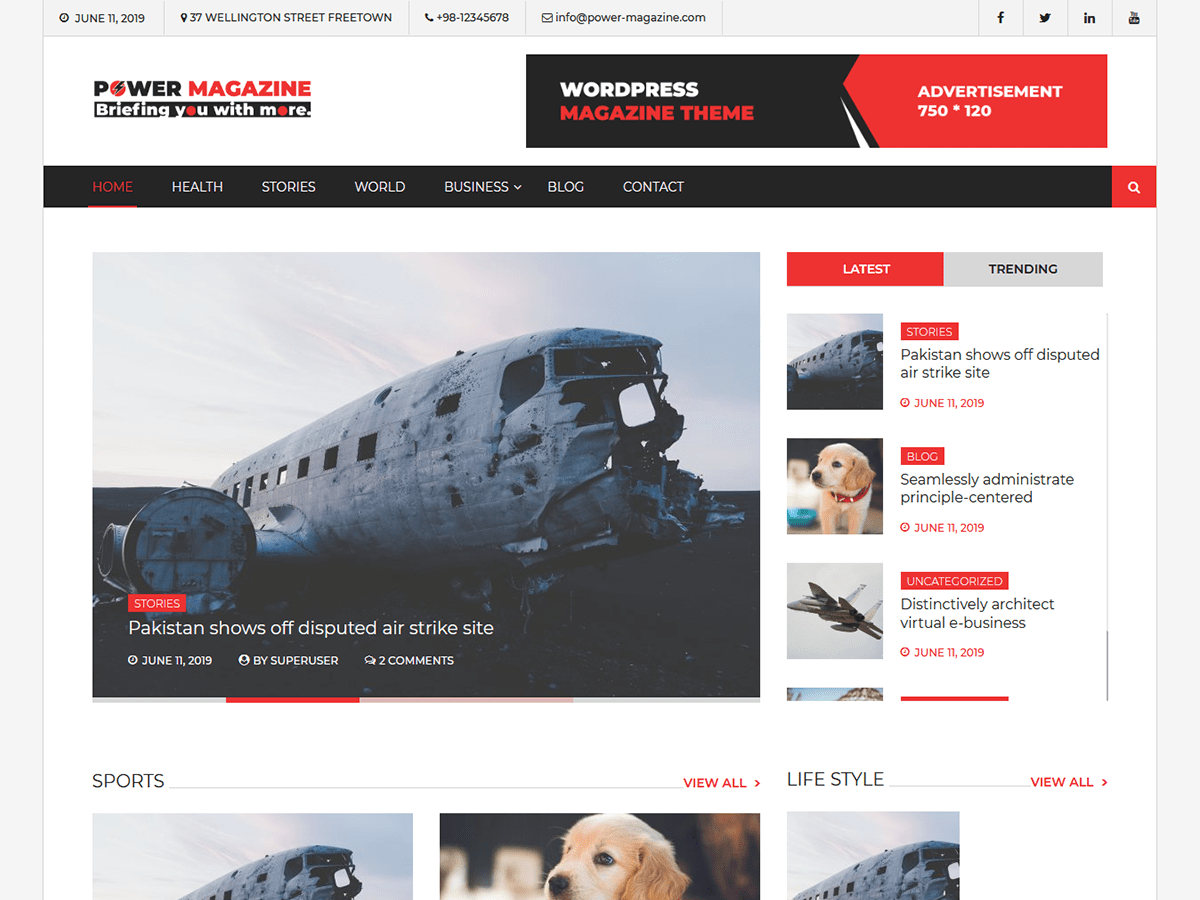 JUNE 11, 2019
37 WELLINGTON STREET FREETOWN
+98-12345678
info@power-magazine.com
POWER MAGAZINE
Briefing you with more.
WORDPRESS
MAGAZINE THEME
ADVERTISEMENT
750 * 120
HOME HEALTH STORIES WORLD BUSINESS BLOG CONTACT
STORIES
Pakistan shows off disputed air strike site
JUNE 11, 2019 BY SUPERUSER 2 COMMENTS
LATEST TRENDING
STORIES
Pakistan shows off disputed
air strike site
JUNE 11, 2019
BLOG
Seamlessly administrate
principle-centered
JUNE 11, 2019
UNCATEGORIZED
Distinctively architect
virtual e-business
JUNE 11, 2019
SPORTS
VIEW ALL
LIFE STYLE
VIEW ALL